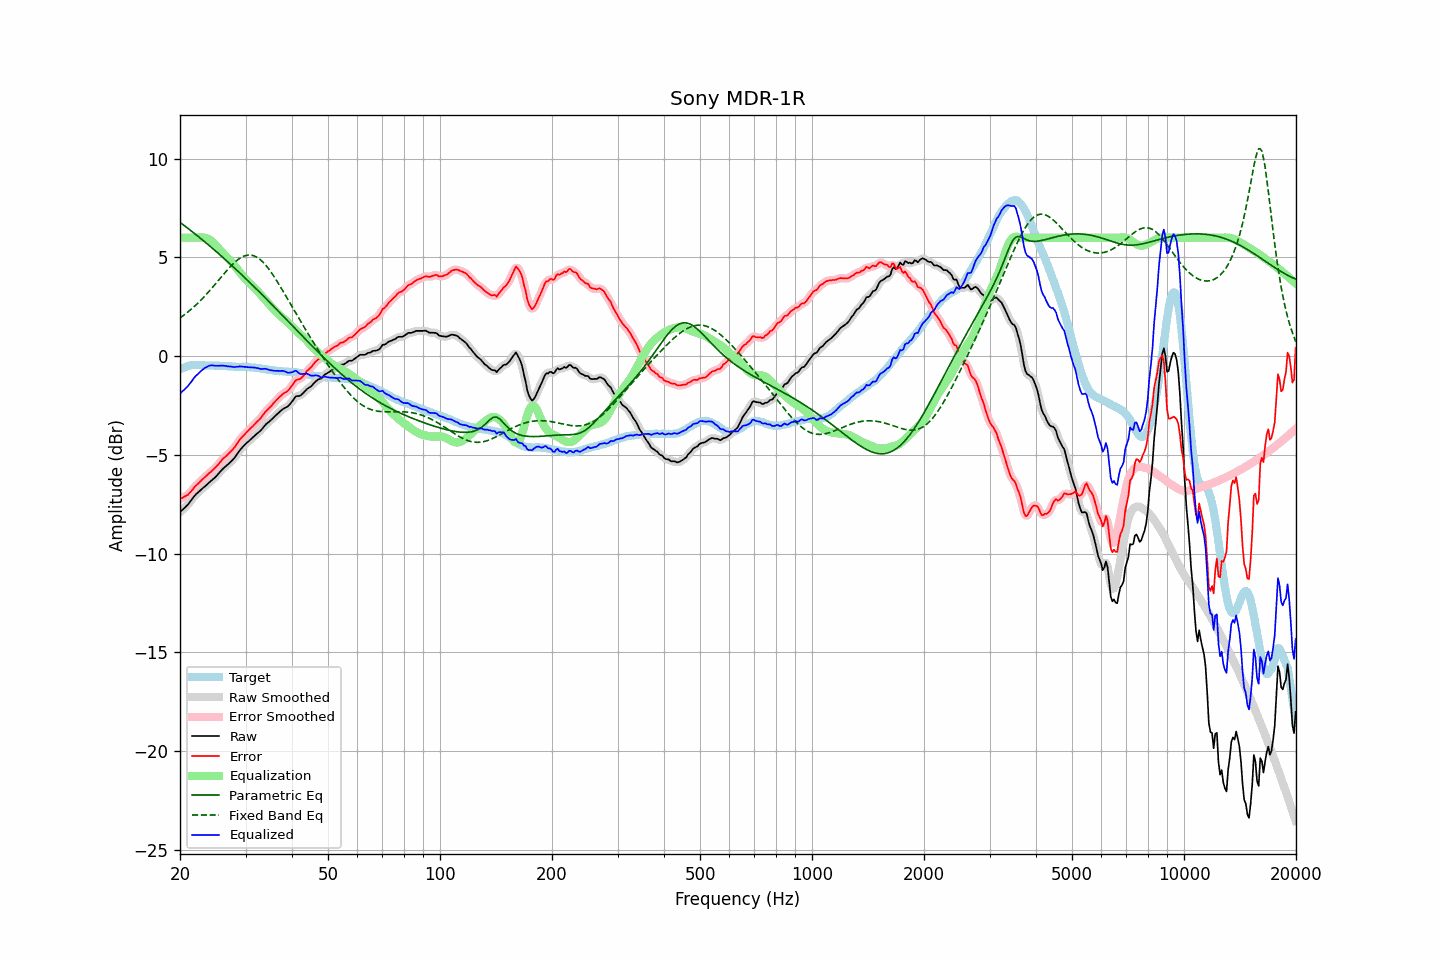 Sony MDR-1R
Amplitude (dBr)
10
5
0
−5
−10
−15
−20
−25
Target
Raw Smoothed
Error Smoothed
Raw
Error
Equalization
Parametric Eq
Fixed Band Eq
Equalized
20 50 100 200 500 1000 2000 5000 10000 20000
Frequency (Hz)